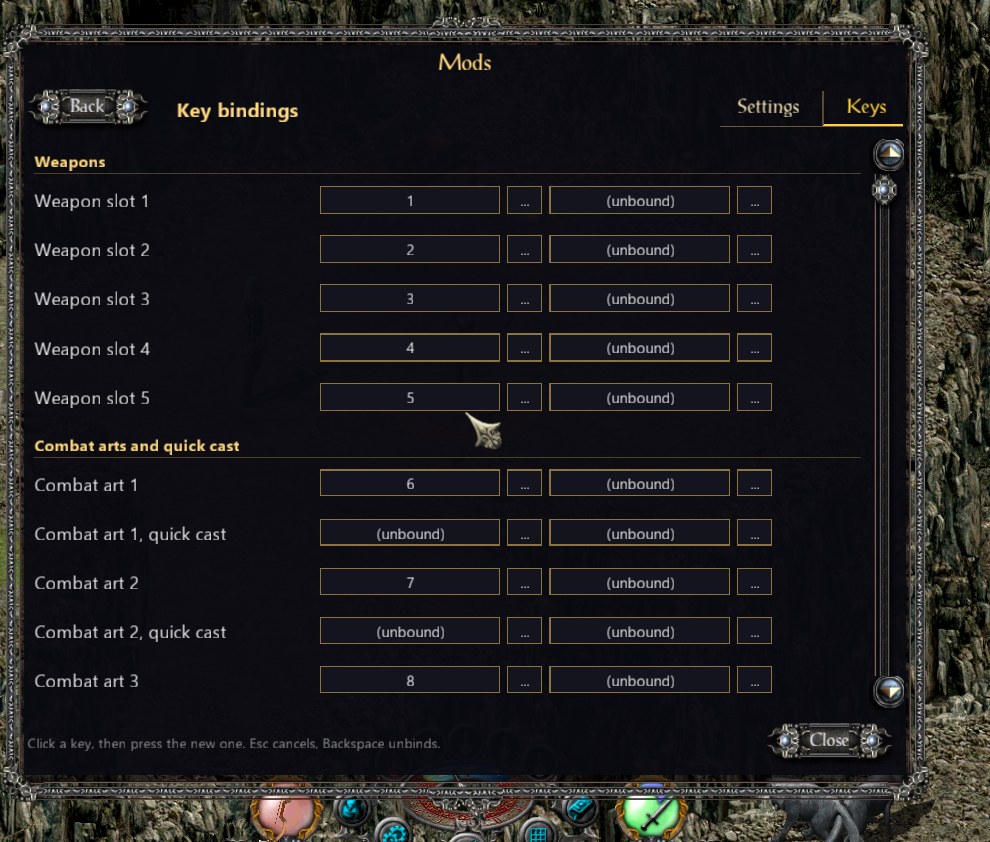 Mods
Back Key bindings Settings Keys
Weapons
Weapon slot 1 1 ... (unbound) ...
Weapon slot 2 2 ... (unbound) ...
Weapon slot 3 3 ... (unbound) ...
Weapon slot 4 4 ... (unbound) ...
Weapon slot 5 5 ... (unbound) ...
Combat arts and quick cast
Combat art 1 6 ... (unbound) ...
Combat art 1, quick cast (unbound) ... (unbound) ...
Combat art 2 7 ... (unbound) ...
Combat art 2, quick cast (unbound) ... (unbound) ...
Combat art 3 8 ... (unbound) ...
Click a key, then press the new one. Esc cancels, Backspace unbinds.
Close